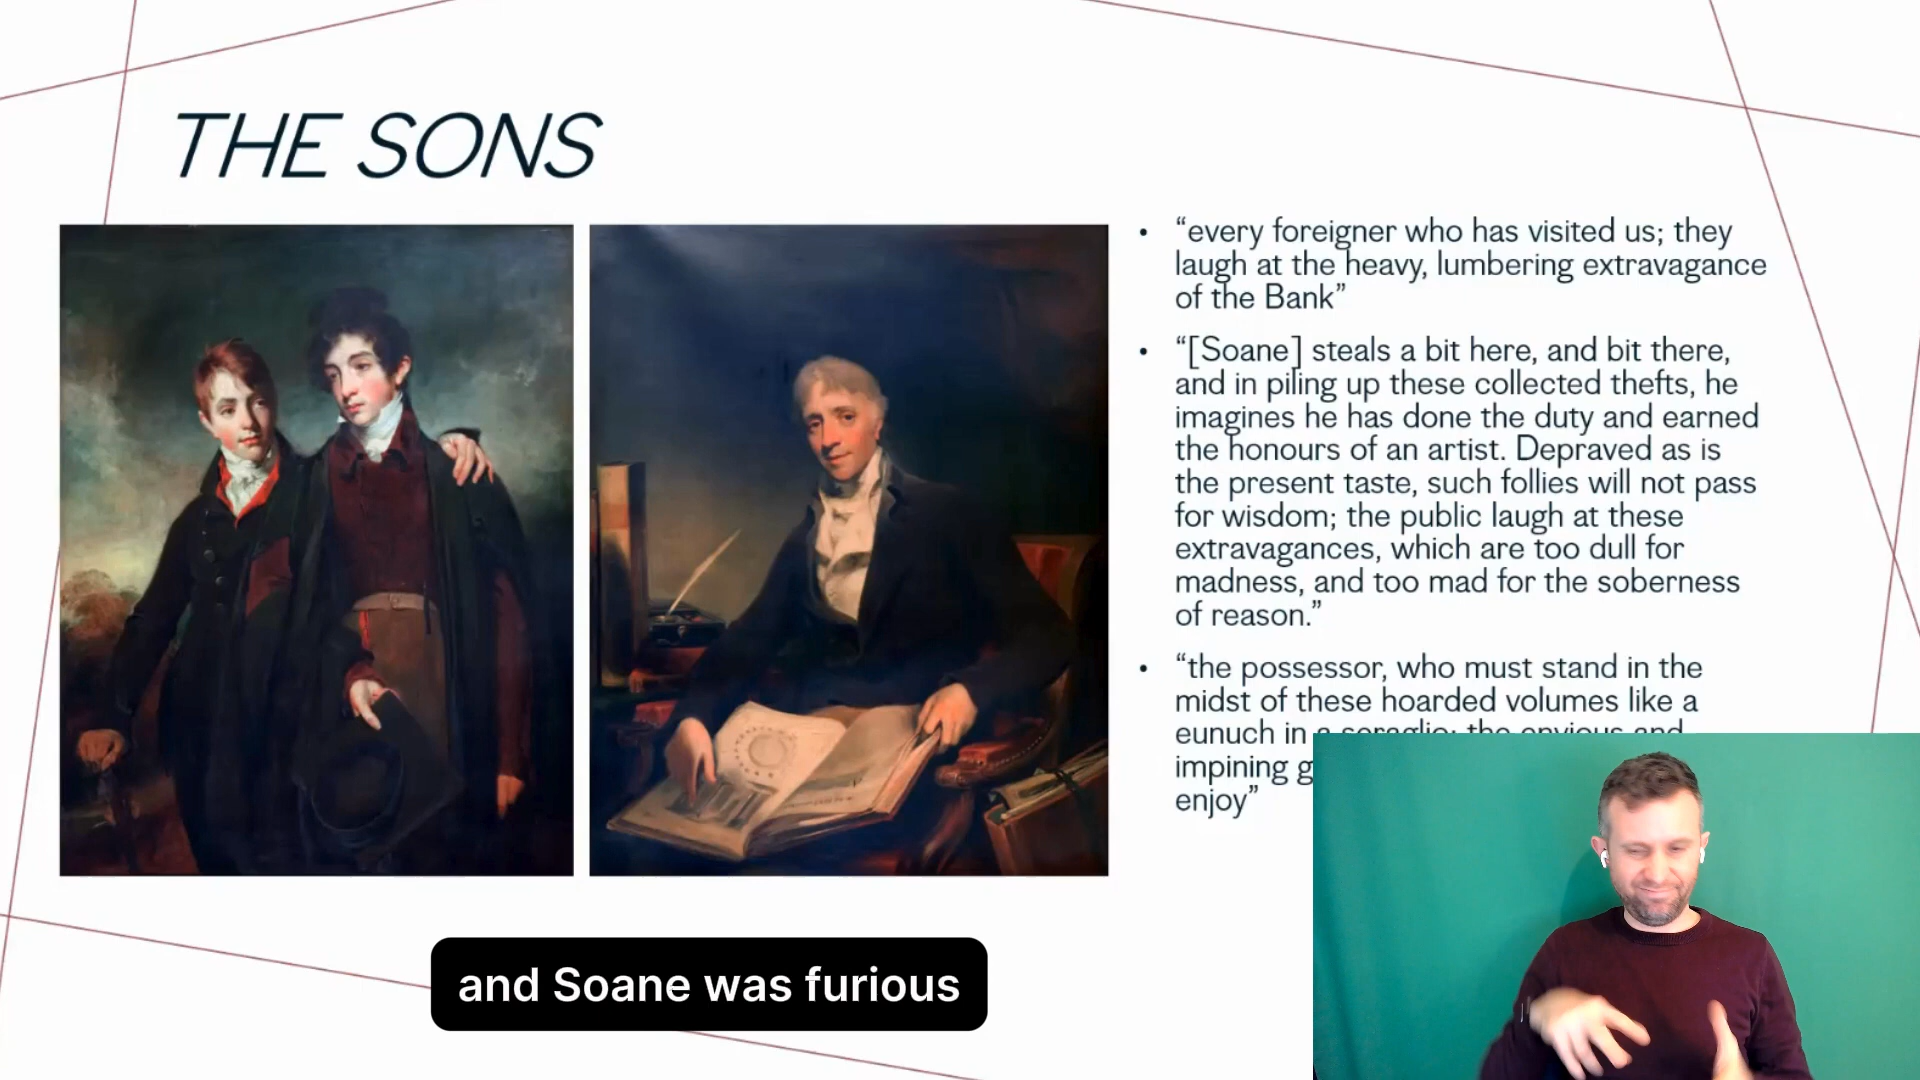 THE SONS
• “every foreigner who has visited us; they
laugh at the heavy, lumbering extravagance
of the Bank”
• “[Soane] steals a bit here, and bit there,
and in piling up these collected thefts, he
imagines he has done the duty and earned
the honours of an artist. Depraved as is
the present taste, such follies will not pass
for wisdom; the public laugh at these
extravagances, which are too dull for
madness, and too mad for the soberness
of reason.”
• “the possessor, who must stand in the
midst of these hoarded volumes like a
eunuch in a seraglio; the envious and
impining
enjoy”
and Soane was furious